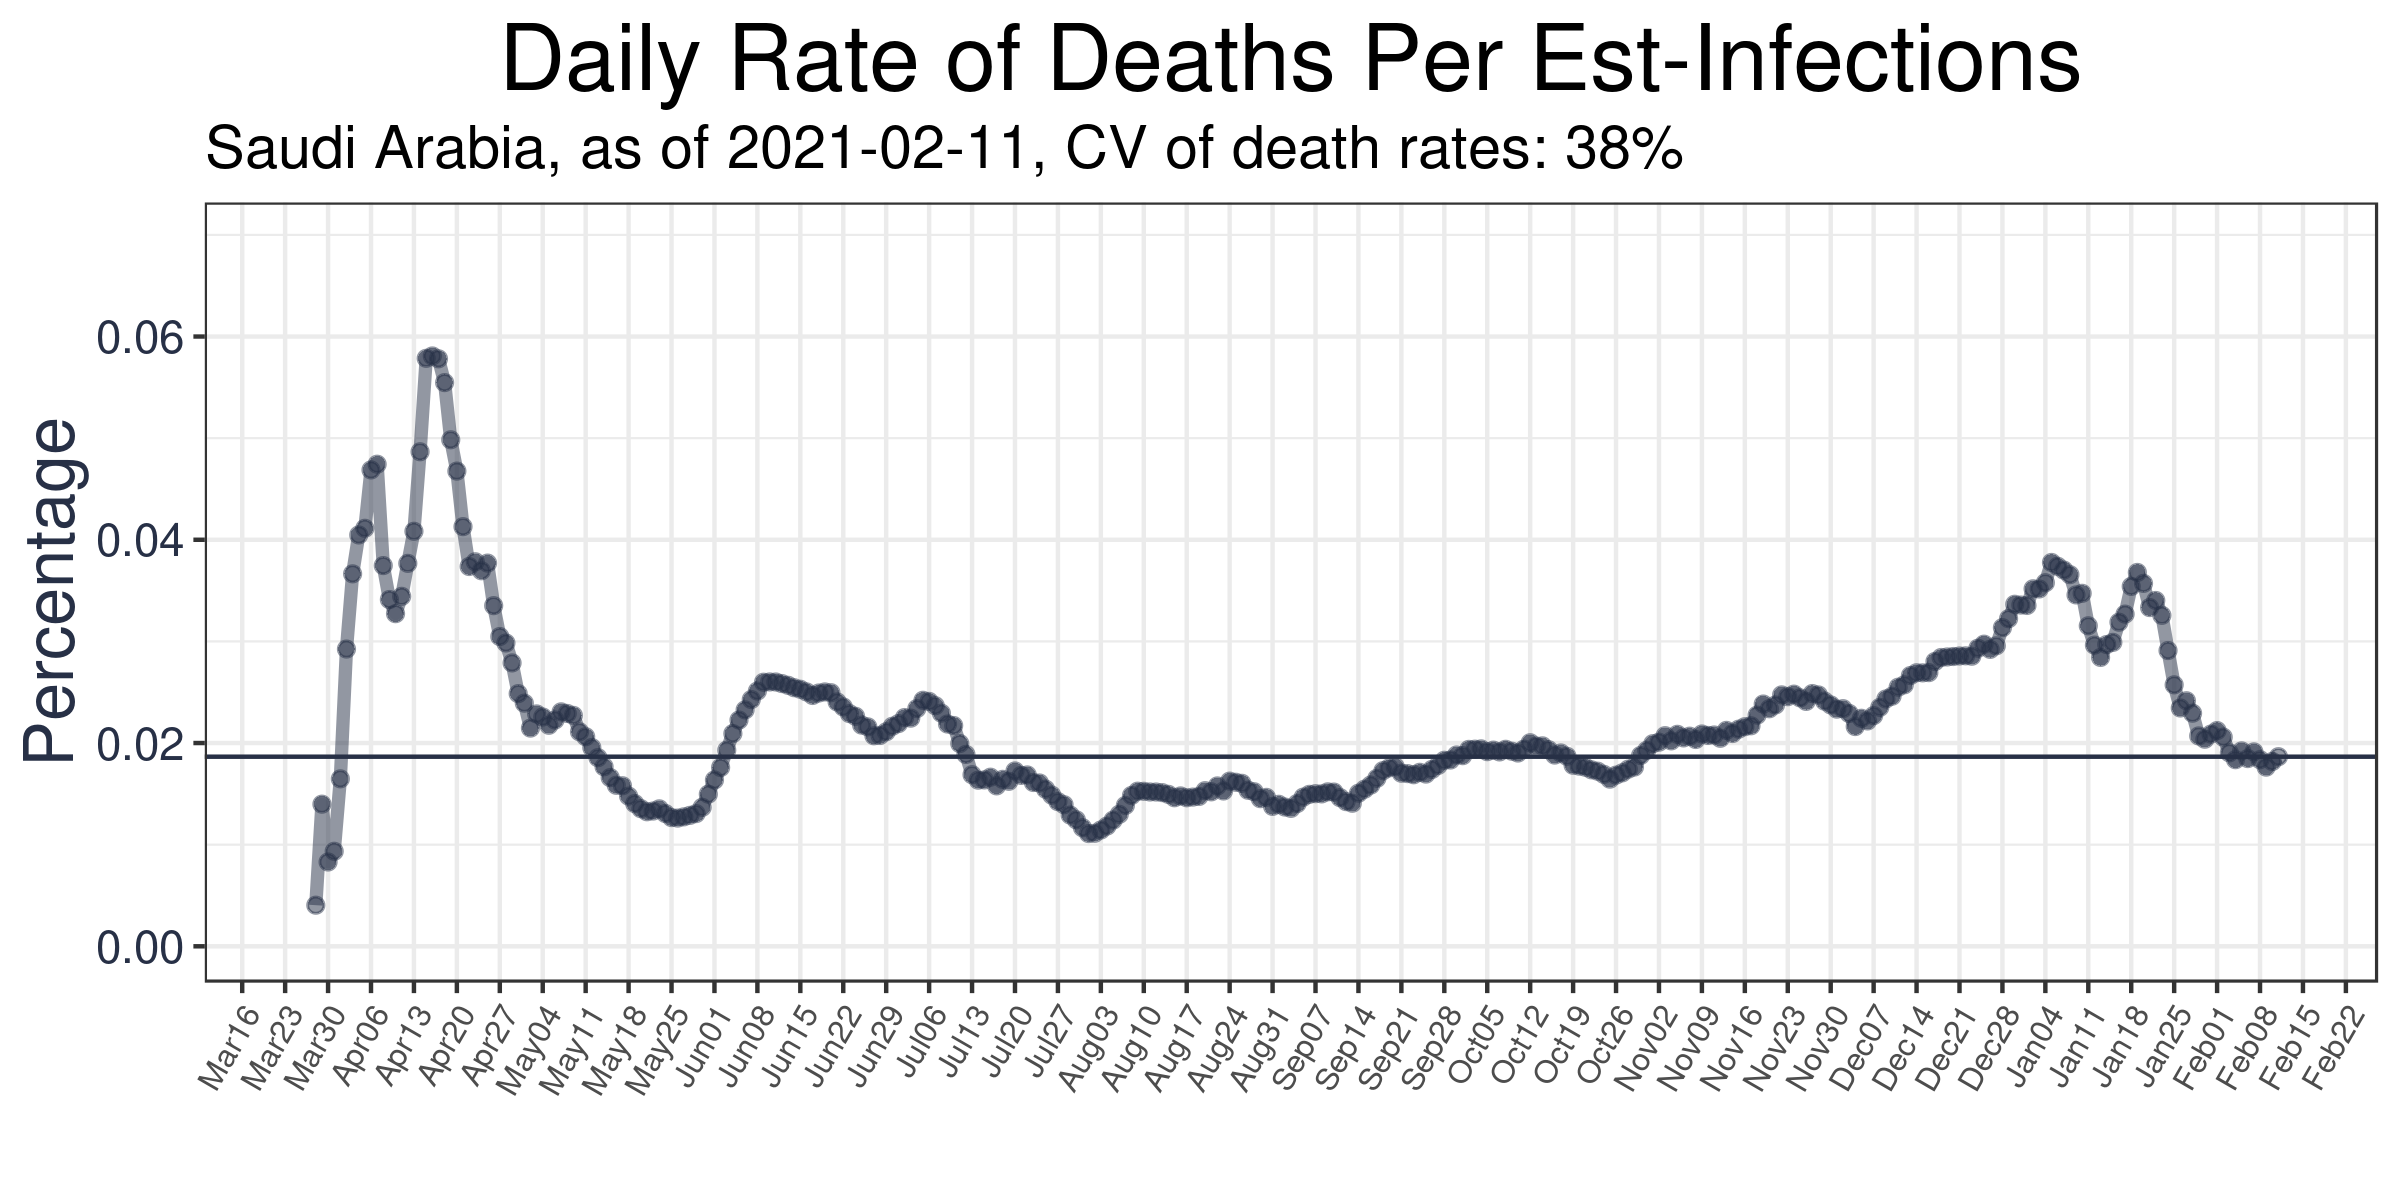 Daily Rate of Deaths Per Est-Infections
Saudi Arabia, as of 2021-02-11, CV of death rates: 38%
Percentage
0.06
0.04
0.02
0.00
Mar16
Mar23
Mar30
Apr06
Apr13
Apr20
Apr27
May04
May11
May18
May25
Jun01
Jun08
Jun15
Jun22
Jun29
Jul06
Jul13
Jul20
Jul27
Aug03
Aug10
Aug17
Aug24
Aug31
Sep07
Sep14
Sep21
Sep28
Oct05
Oct12
Oct19
Oct26
Nov02
Nov09
Nov16
Nov23
Nov30
Dec07
Dec14
Dec21
Dec28
Jan04
Jan11
Jan18
Jan25
Feb01
Feb08
Feb15
Feb22